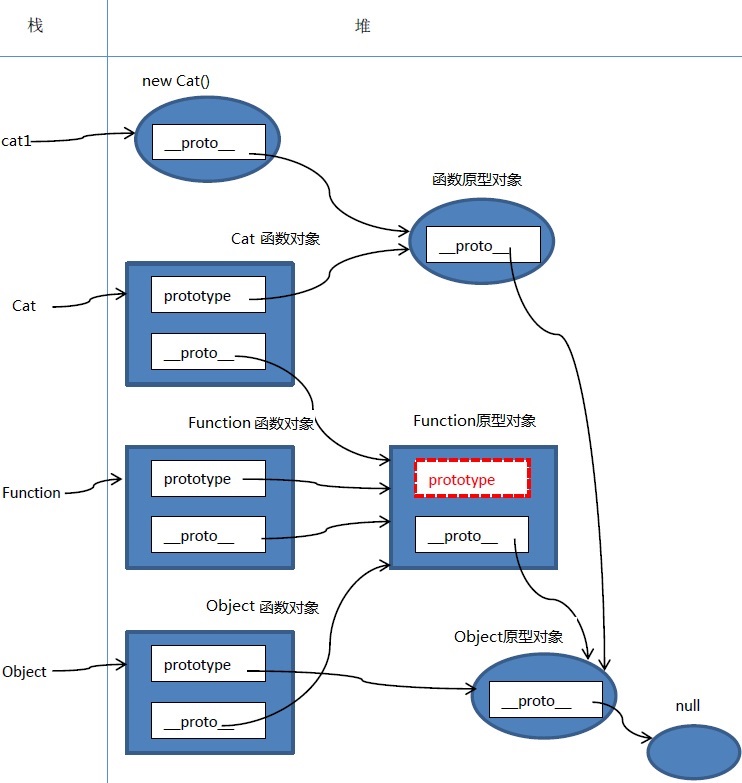 栈
堆
new Cat()
cat1
__proto__
函数原型对象
__proto__
Cat 函数对象
Cat
prototype
__proto__
Function 函数对象
Function原型对象
Function
prototype
prototype
__proto__
__proto__
Object 函数对象
Object原型对象
Object
prototype
__proto__
__proto__
null